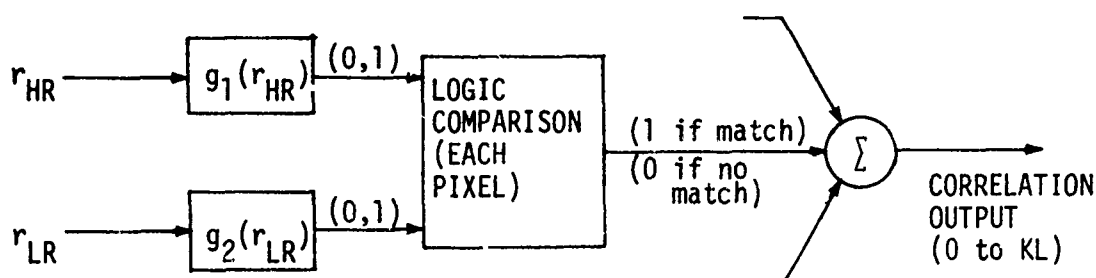 r_HR
g_1(r_HR)
(0,1)
r_LR
g_2(r_LR)
(0,1)
LOGIC
COMPARISON
(EACH
PIXEL)
(1 if match)
(0 if no
match)
Σ
CORRELATION
OUTPUT
(0 to KL)